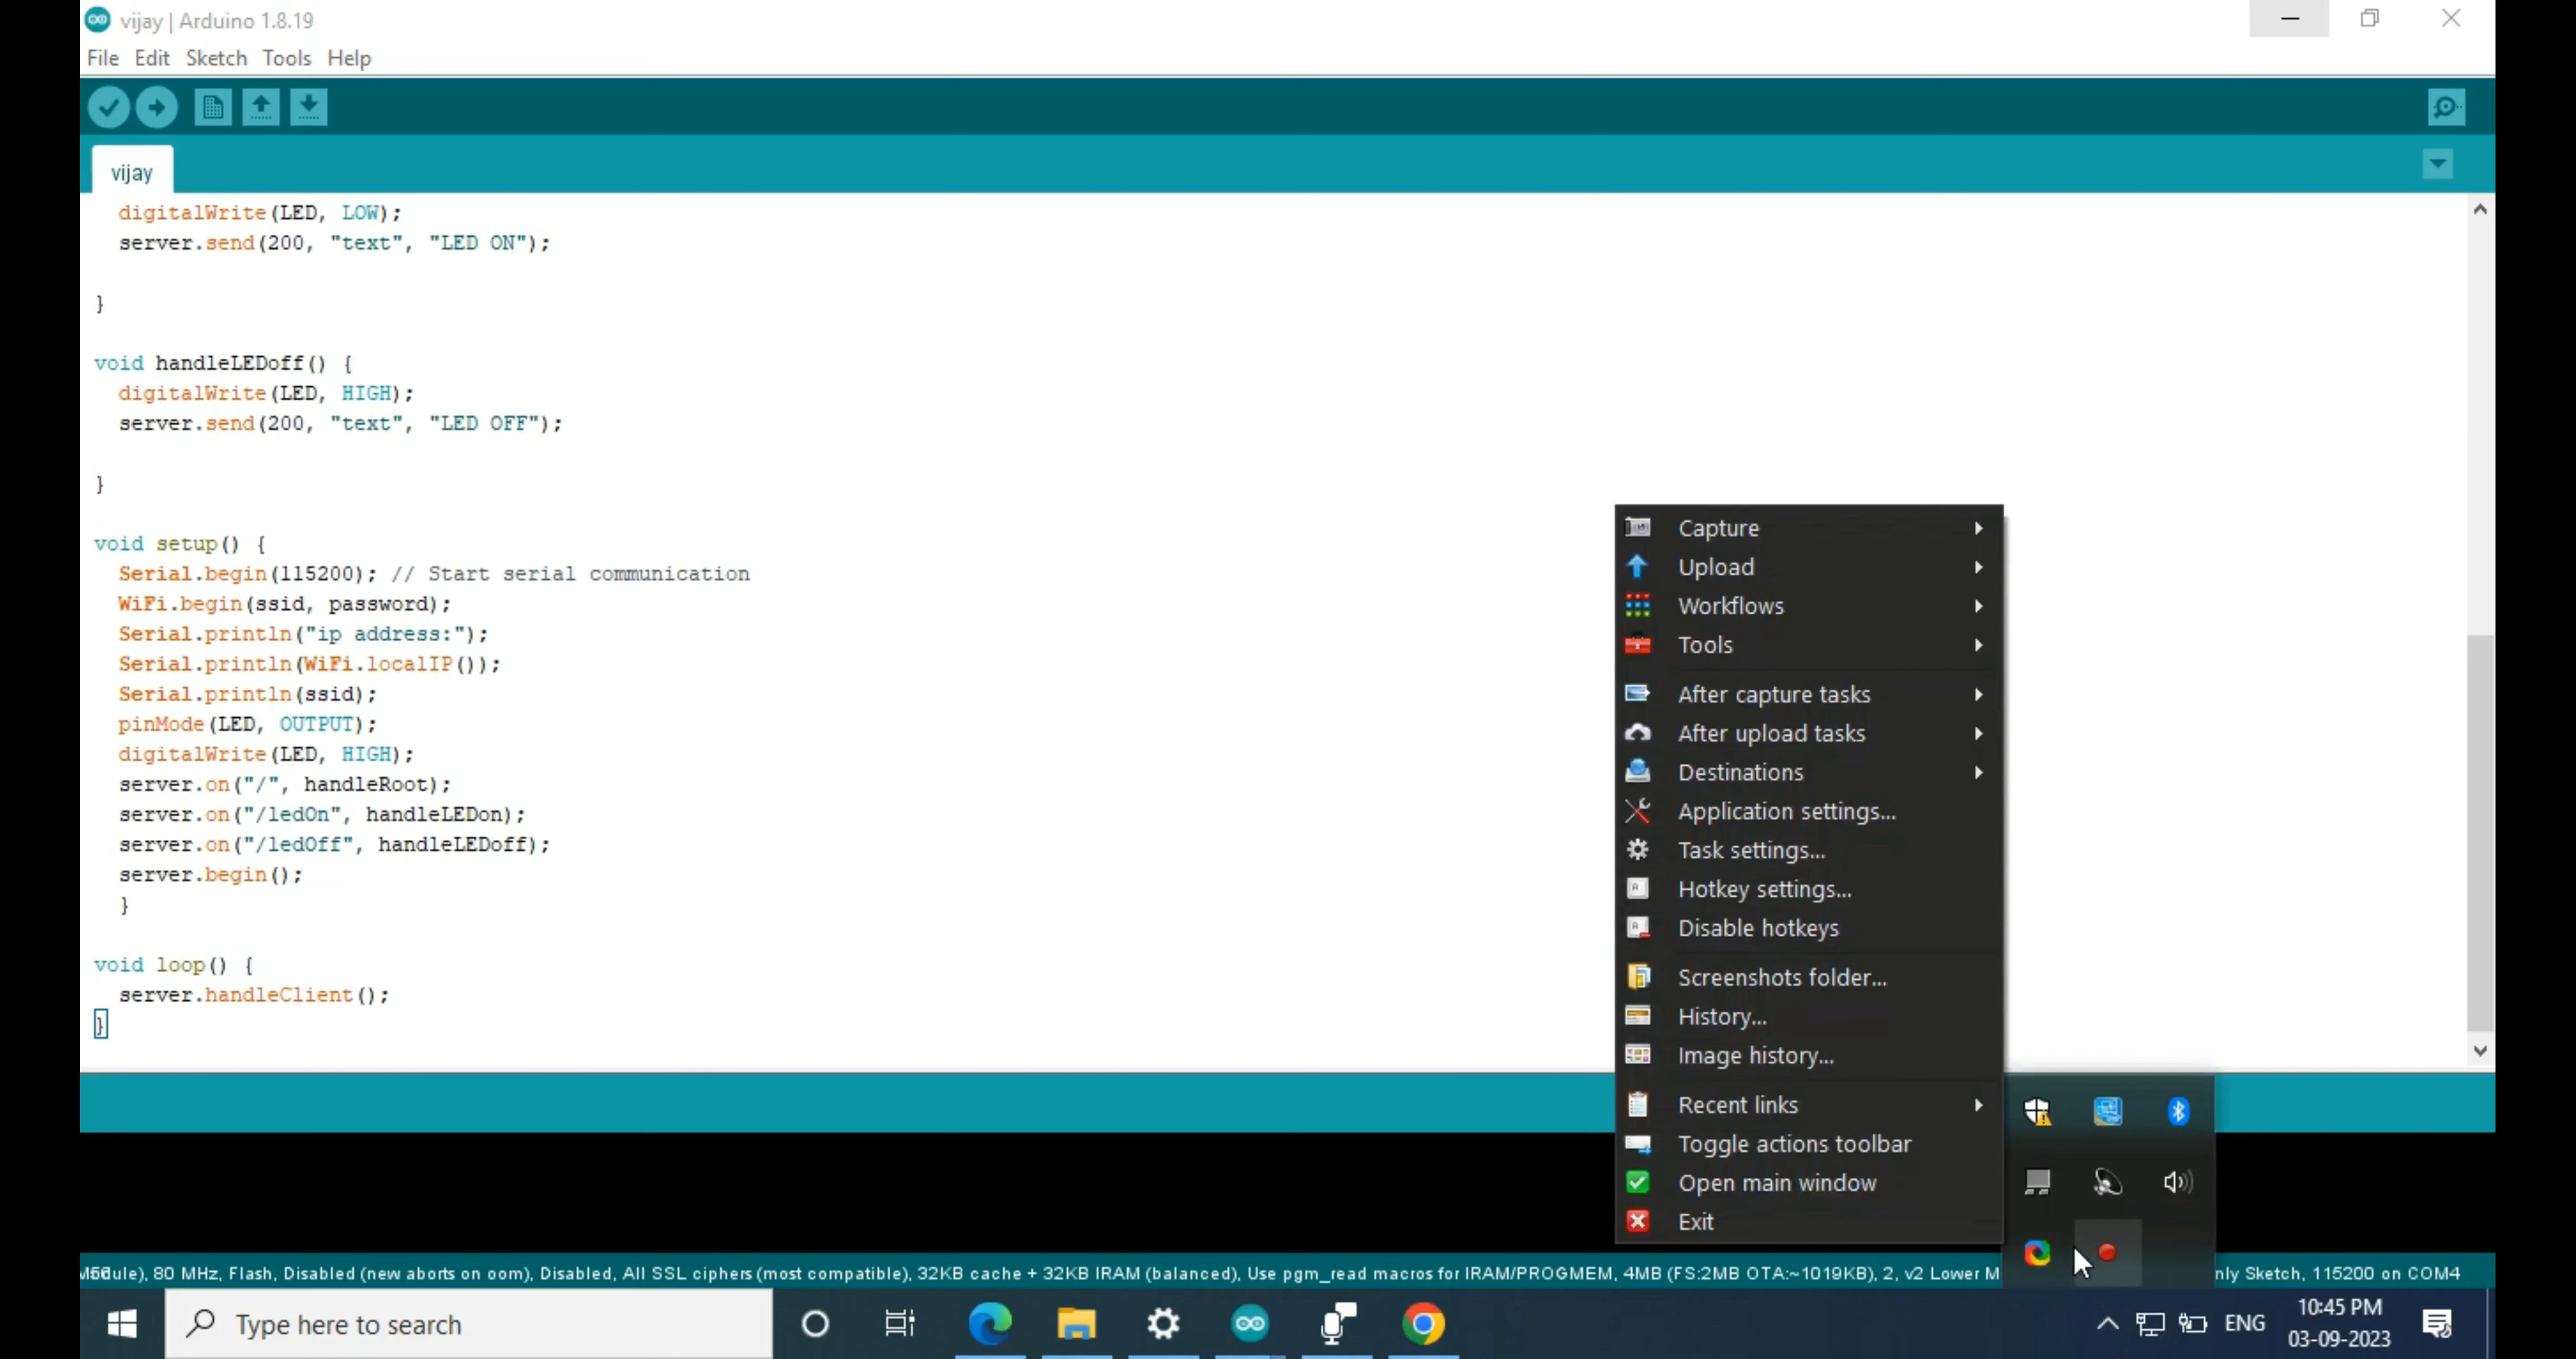 vijay | Arduino 1.8.19
File Edit Sketch Tools Help
vijay
digitalWrite(LED, LOW);
server.send(200, "text", "LED ON");
}
void handleLEDoff() {
digitalWrite(LED, HIGH);
server.send(200, "text", "LED OFF");
}
void setup() {
Serial.begin(115200); // Start serial communication
WiFi.begin(ssid, password);
Serial.println("ip address:");
Serial.println(WiFi.localIP());
Serial.println(ssid);
pinMode(LED, OUTPUT);
digitalWrite(LED, HIGH);
server.on("/", handleRoot);
server.on("/ledOn", handleLEDon);
server.on("/ledOff", handleLEDoff);
server.begin();
}
void loop() {
server.handleClient();
}
Capture
Upload
Workflows
Tools
After capture tasks
After upload tasks
Destinations
Application settings...
Task settings...
Hotkey settings...
Disable hotkeys
Screenshots folder...
History...
Image history...
Recent links
Toggle actions toolbar
Open main window
Exit
80 MHz, Flash, Disabled (new aborts on oom), Disabled, All SSL ciphers (most compatible), 32KB cache + 32KB IRAM (balanced), Use pgm_read macros for IRAM/PROGMEM, 4MB (FS:2MB OTA:~1019KB), 2, v2 Lower M
nly Sketch, 115200 on COM4
Type here to search
ENG
10:45 PM
03-09-2023